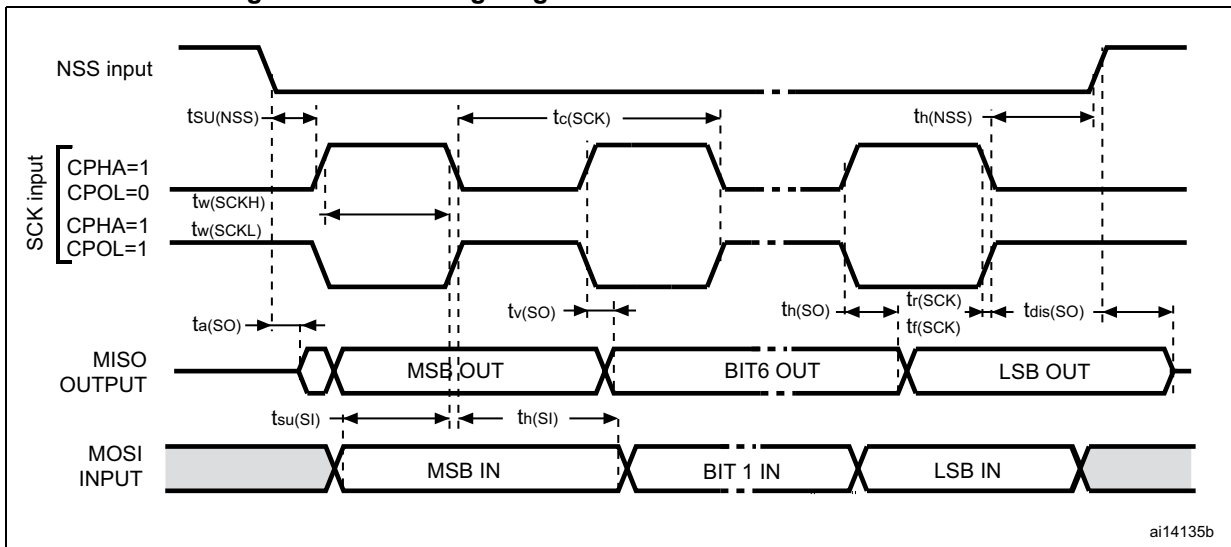 NSS input
tSU(NSS)
tc(SCK)
th(NSS)
SCK input
CPHA=1
CPOL=0
tw(SCKH)
CPHA=1
tw(SCKL)
CPOL=1
ta(SO)
tv(SO)
th(SO)
tr(SCK)
tf(SCK)
tdis(SO)
MISO
OUTPUT
MSB OUT
BIT6 OUT
LSB OUT
tsu(SI)
th(SI)
MOSI
INPUT
MSB IN
BIT 1 IN
LSB IN
ai14135b